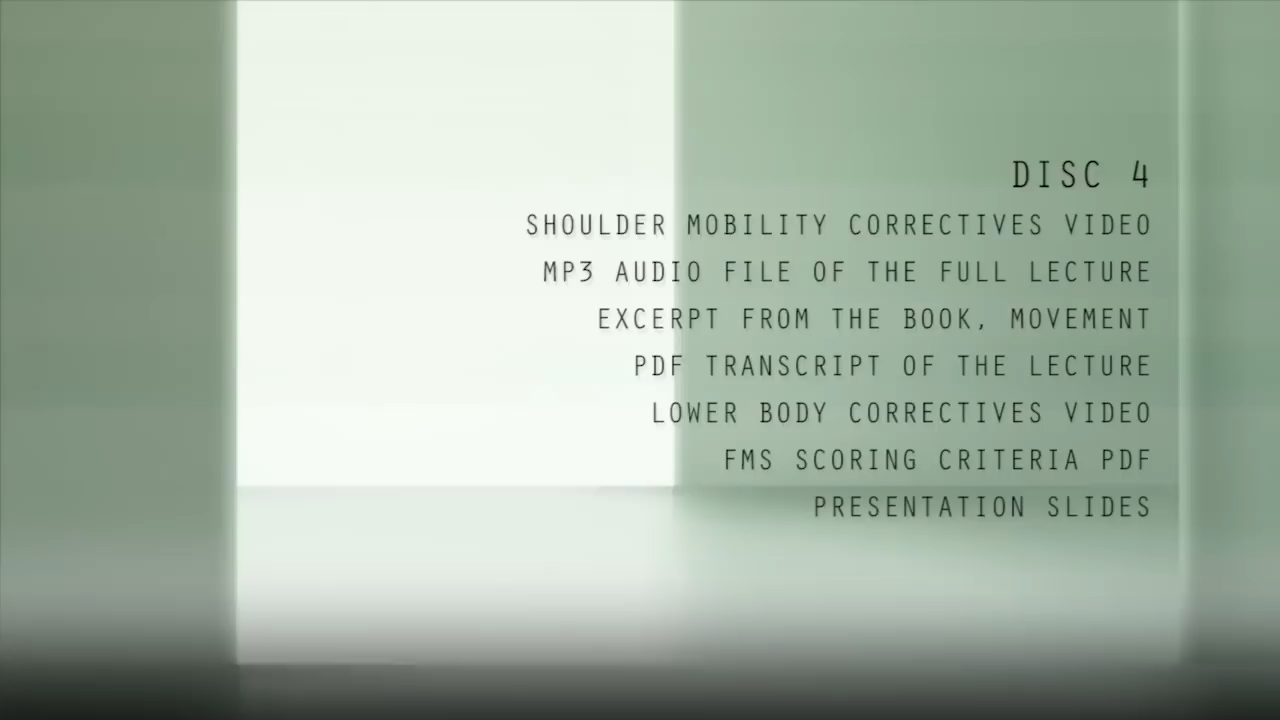 DISC 4
SHOULDER MOBILITY CORRECTIVES VIDEO
MP3 AUDIO FILE OF THE FULL LECTURE
EXCERPT FROM THE BOOK, MOVEMENT
PDF TRANSCRIPT OF THE LECTURE
LOWER BODY CORRECTIVES VIDEO
FMS SCORING CRITERIA PDF
PRESENTATION SLIDES